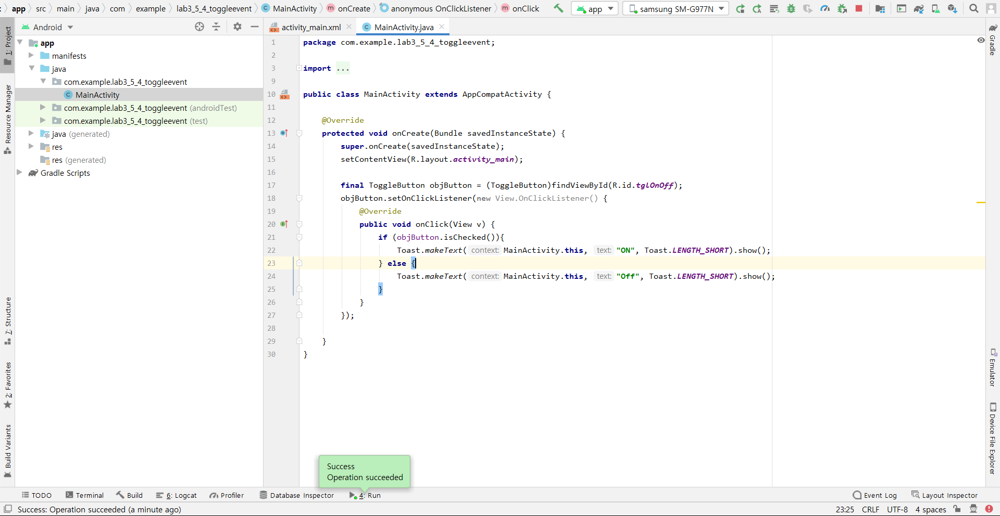 app src main java com example lab3_5_4_toggleevent MainActivity onCreate anonymous OnClickListener onClick app samsung SM-G977N
Android
activity_main.xml MainActivity.java
1: Project
Resource Manager
7: Structure
2: Favorites
Build Variants
app
manifests
java
com.example.lab3_5_4_toggleevent
MainActivity
com.example.lab3_5_4_toggleevent (androidTest)
com.example.lab3_5_4_toggleevent (test)
java (generated)
res
res (generated)
Gradle Scripts
1 package com.example.lab3_5_4_toggleevent;
2
3 import ...
9
10 public class MainActivity extends AppCompatActivity {
11
12 @Override
13 protected void onCreate(Bundle savedInstanceState) {
14 super.onCreate(savedInstanceState);
15 setContentView(R.layout.activity_main);
16
17 final ToggleButton objButton = (ToggleButton)findViewById(R.id.tglOnOff);
18 objButton.setOnClickListener(new View.OnClickListener() {
19 @Override
20 public void onClick(View v) {
21 if (objButton.isChecked()){
22 Toast.makeText( context: MainActivity.this, text: "ON", Toast.LENGTH_SHORT).show();
23 } else {
24 Toast.makeText( context: MainActivity.this, text: "Off", Toast.LENGTH_SHORT).show();
25 }
26 }
27 });
28
29 }
30 }
Gradle
Emulator
Device File Explorer
Success
Operation succeeded
TODO Terminal Build 6: Logcat Profiler Database Inspector 4: Run Event Log Layout Inspector
Success: Operation succeeded (a minute ago) 23:25 CRLF UTF-8 4 spaces